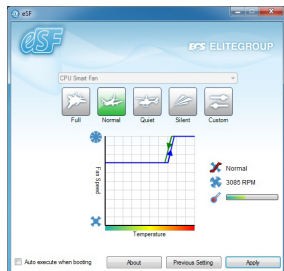 eSF
eSF
ECS ELITEGROUP
CPU Smart Fan
Full
Normal
Quiet
Silent
Custom
Fan Speed
Normal
3085 RPM
Temperature
Auto execute when booting
About
Previous Setting
Apply